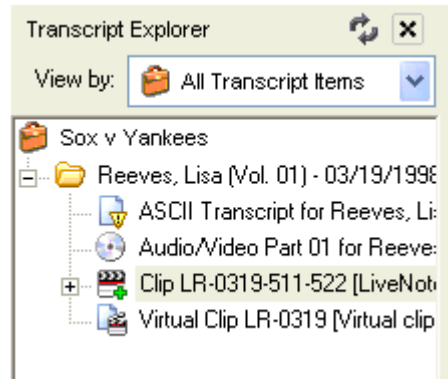 Transcript Explorer
View by: All Transcript Items
Sox v Yankees
Reeves, Lisa (Vol. 01) - 03/19/1998
ASCII Transcript for Reeves, Li
Audio/Video Part 01 for Reeve
Clip LR-0319-511-522 [LiveNot
Virtual Clip LR-0319 [Virtual clip